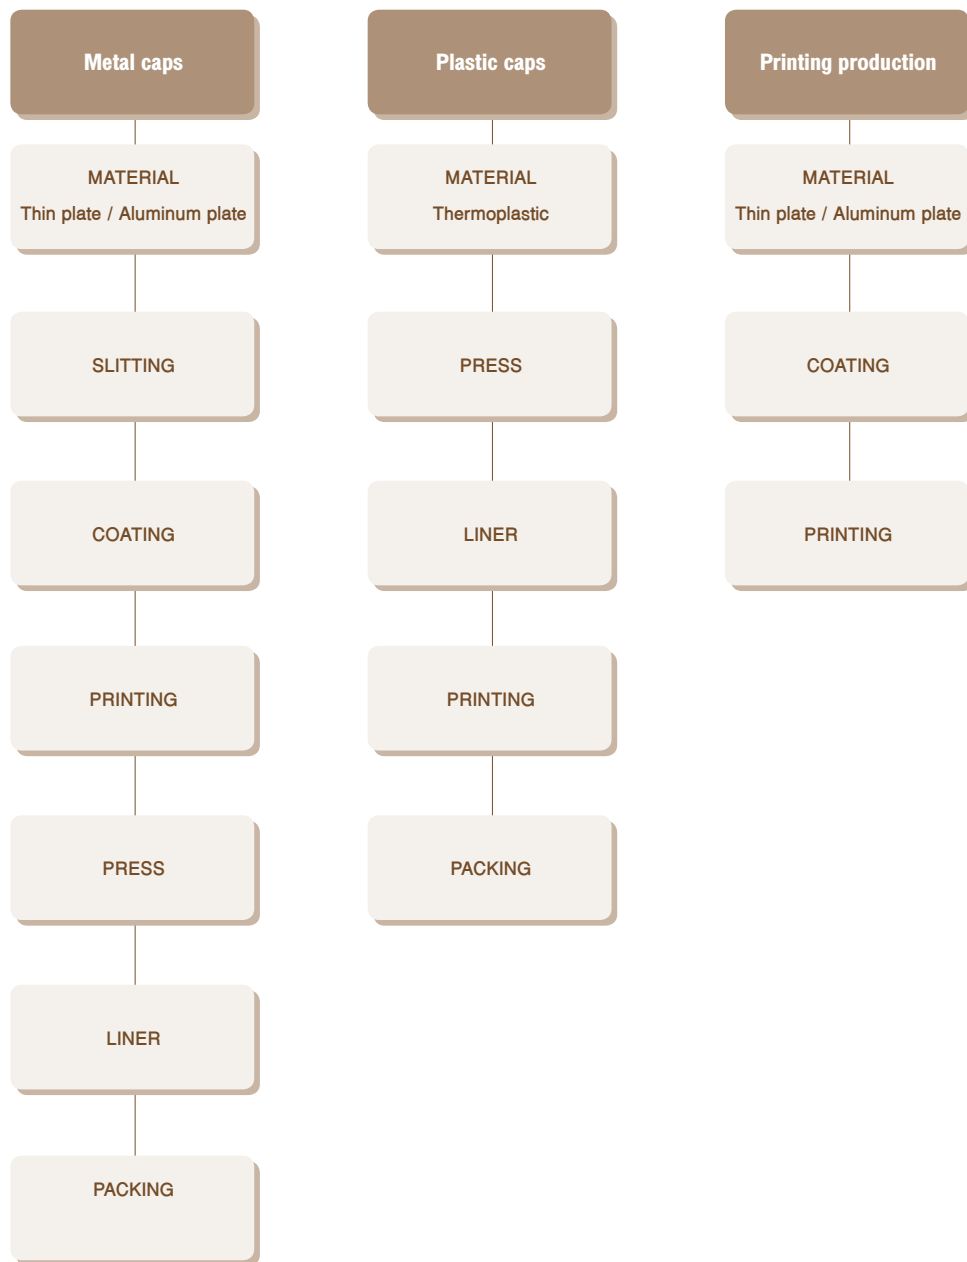 Metal caps
MATERIAL
Thin plate / Aluminum plate
SLITTING
COATING
PRINTING
PRESS
LINER
PACKING
Plastic caps
MATERIAL
Thermoplastic
PRESS
LINER
PRINTING
PACKING
Printing production
MATERIAL
Thin plate / Aluminum plate
COATING
PRINTING